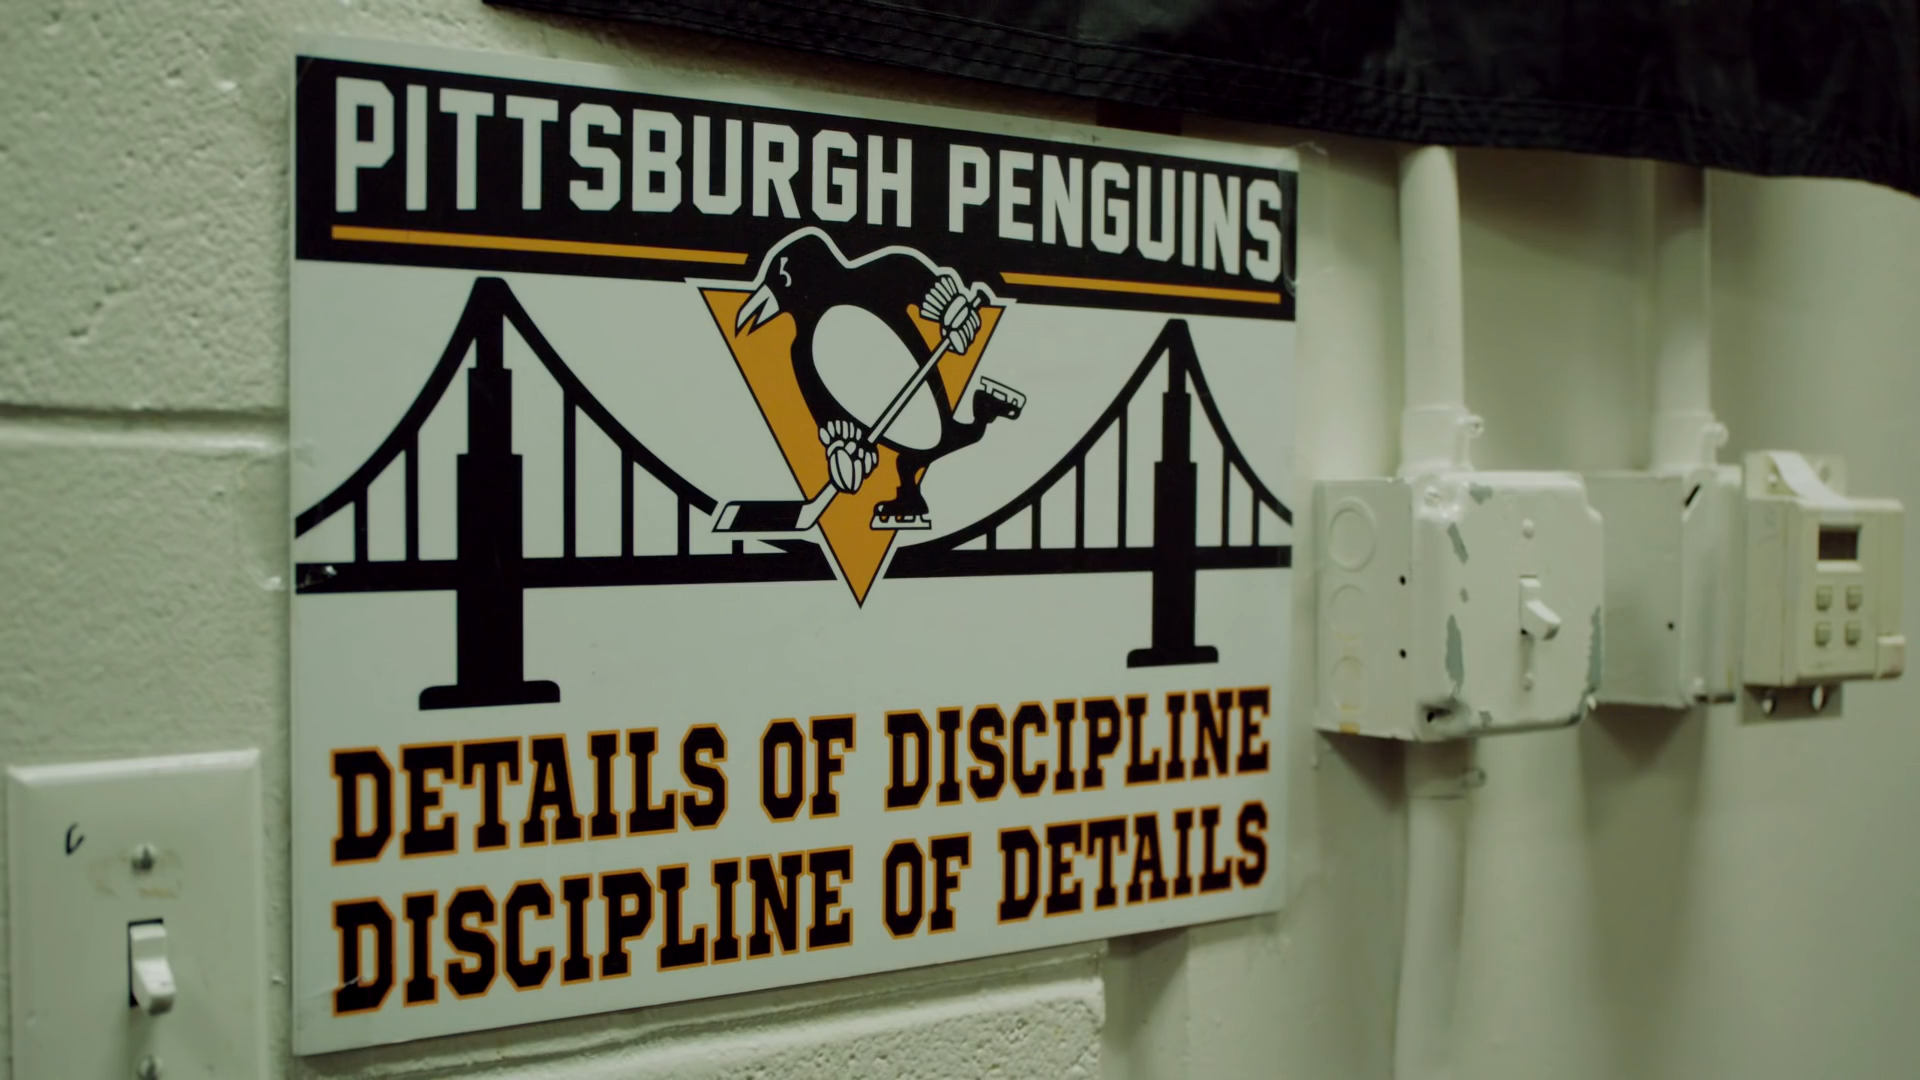 PITTSBURGH PENGUINS
DETAILS OF DISCIPLINE
DISCIPLINE OF DETAILS